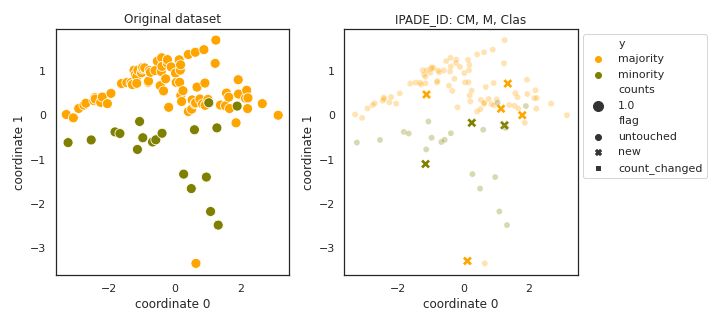 Original dataset
IPADE_ID: CM, M, Clas
1
0
−1
−2
−3
coordinate 1
−2
0
2
coordinate 0
1
0
−1
−2
−3
coordinate 1
−2
0
2
coordinate 0
y
majority
minority
counts
1.0
flag
untouched
new
count_changed